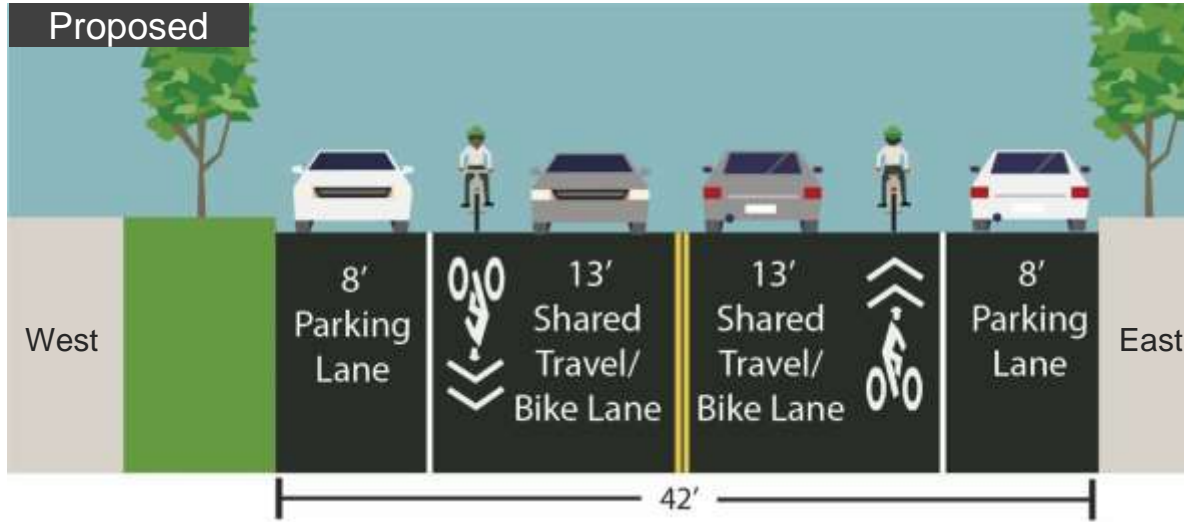 Proposed
West
8’
Parking
Lane
13’
Shared
Travel/
Bike Lane
13’
Shared
Travel/
Bike Lane
8’
Parking
Lane
East
42’